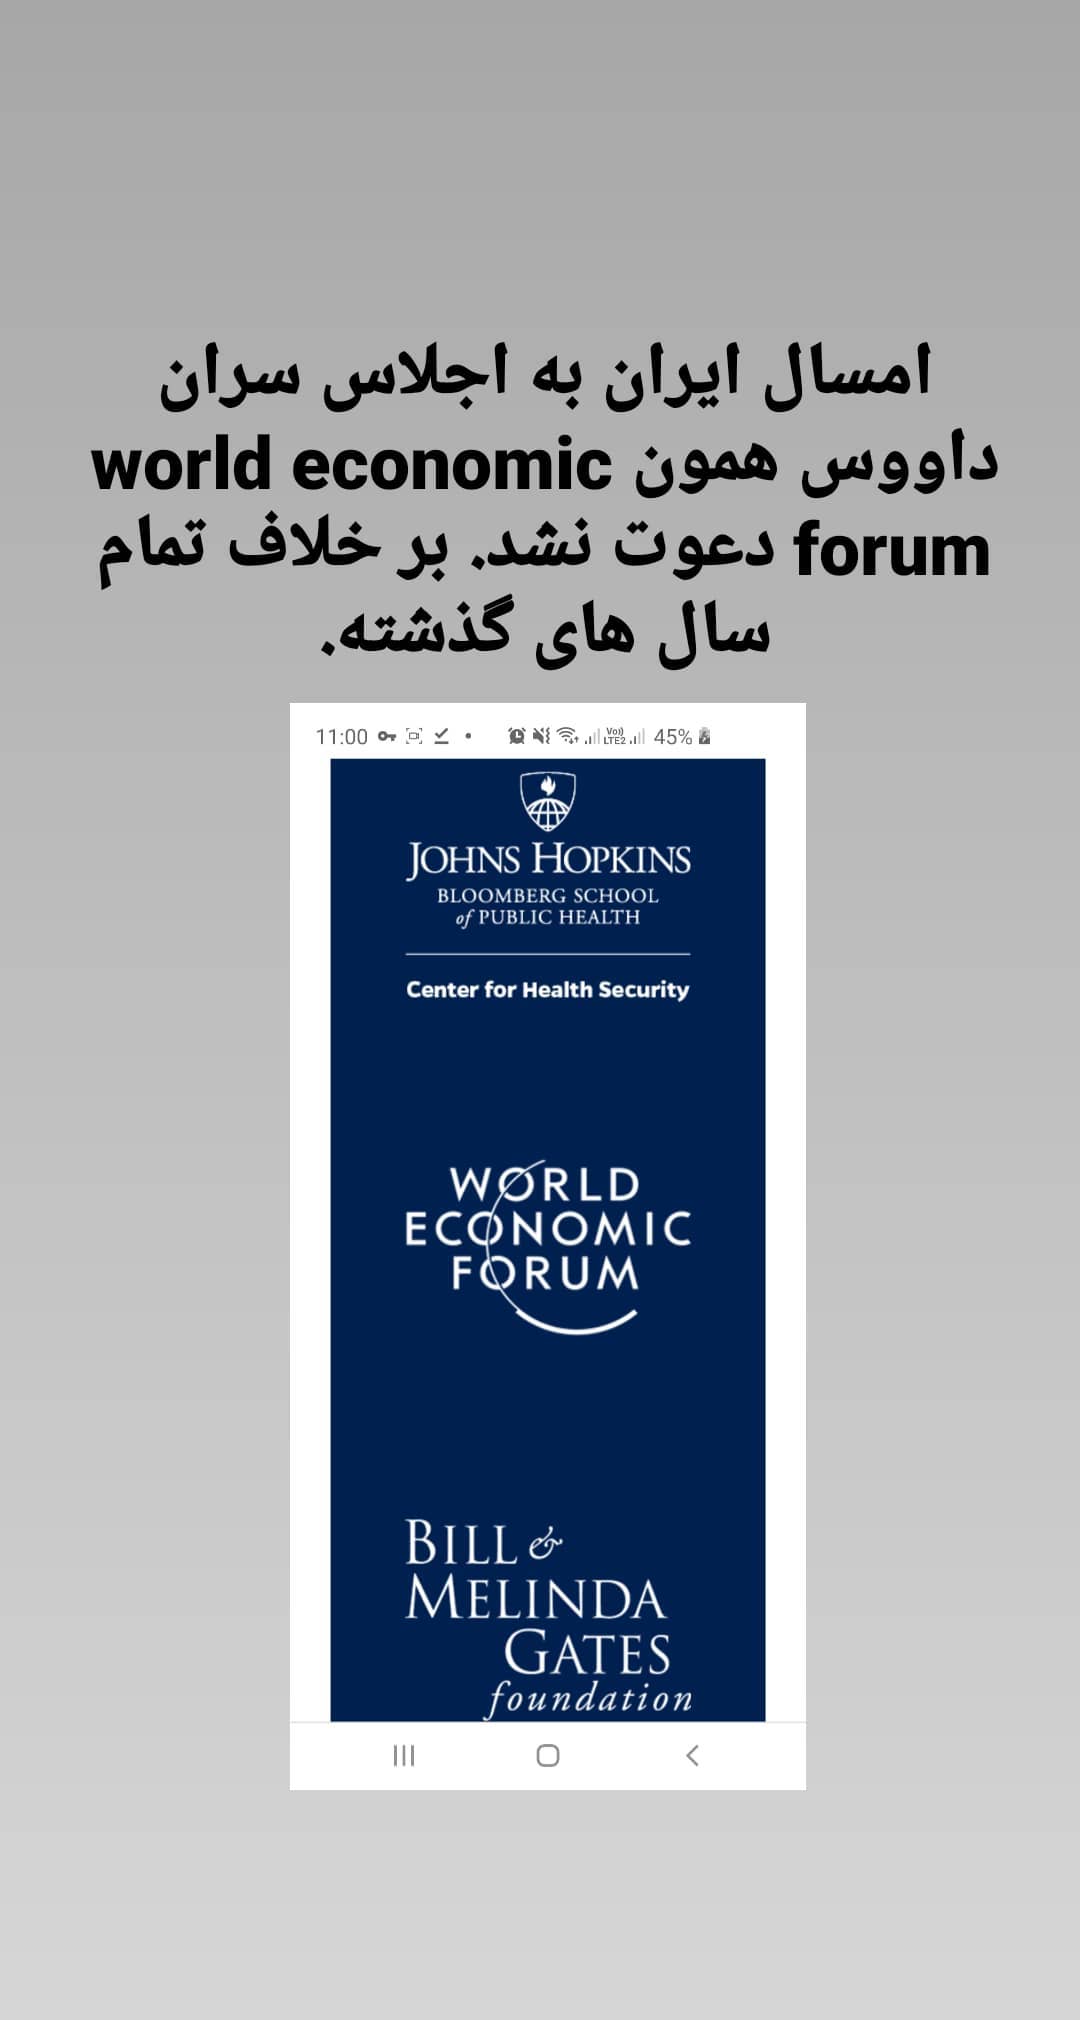 امسال ایران به اجلاس سران
داووس همون world economic
forum دعوت نشد. بر خلاف تمام
سال های گذشته.
11:00 Vo)) LTE2 45%
JOHNS HOPKINS
BLOOMBERG SCHOOL
of PUBLIC HEALTH
Center for Health Security
WORLD
ECONOMIC
FORUM
BILL &
MELINDA
GATES
foundation